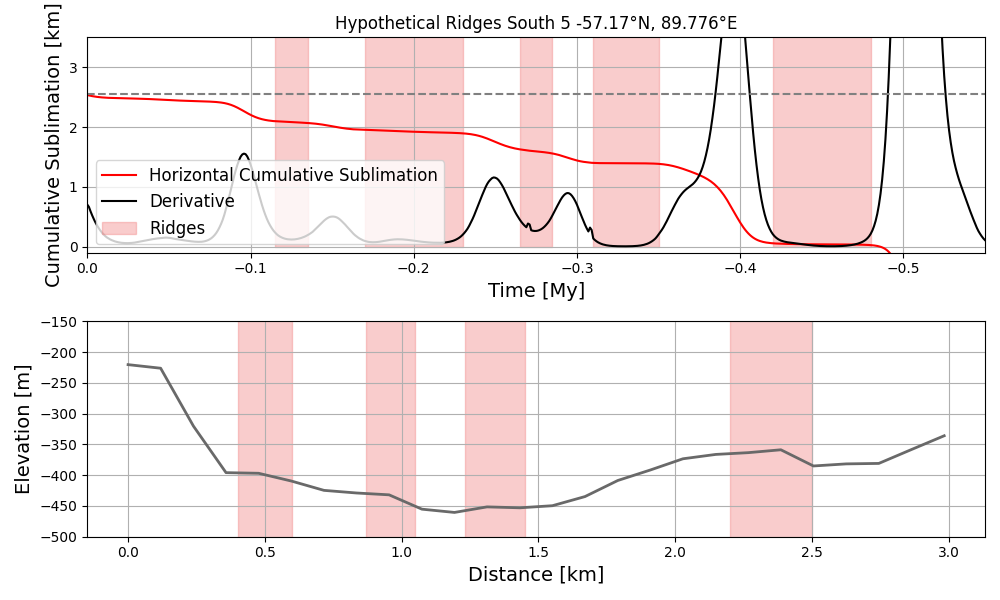 Hypothetical Ridges South 5 -57.17°N, 89.776°E
Cumulative Sublimation [km]
3
2
1
0
Horizontal Cumulative Sublimation
Derivative
Ridges
0.0 −0.1 −0.2 −0.3 −0.4 −0.5
Time [My]
Elevation [m]
−150
−200
−250
−300
−350
−400
−450
−500
0.0 0.5 1.0 1.5 2.0 2.5 3.0
Distance [km]